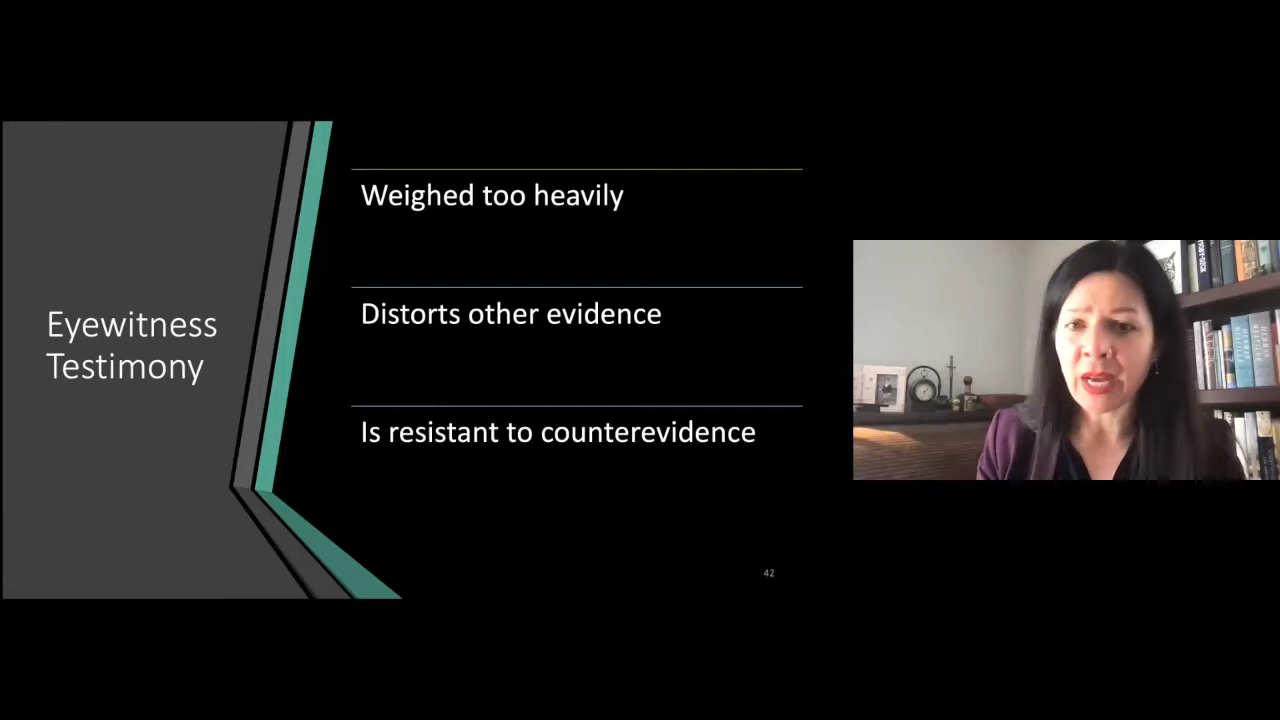 Eyewitness
Testimony
Weighed too heavily
Distorts other evidence
Is resistant to counterevidence
42